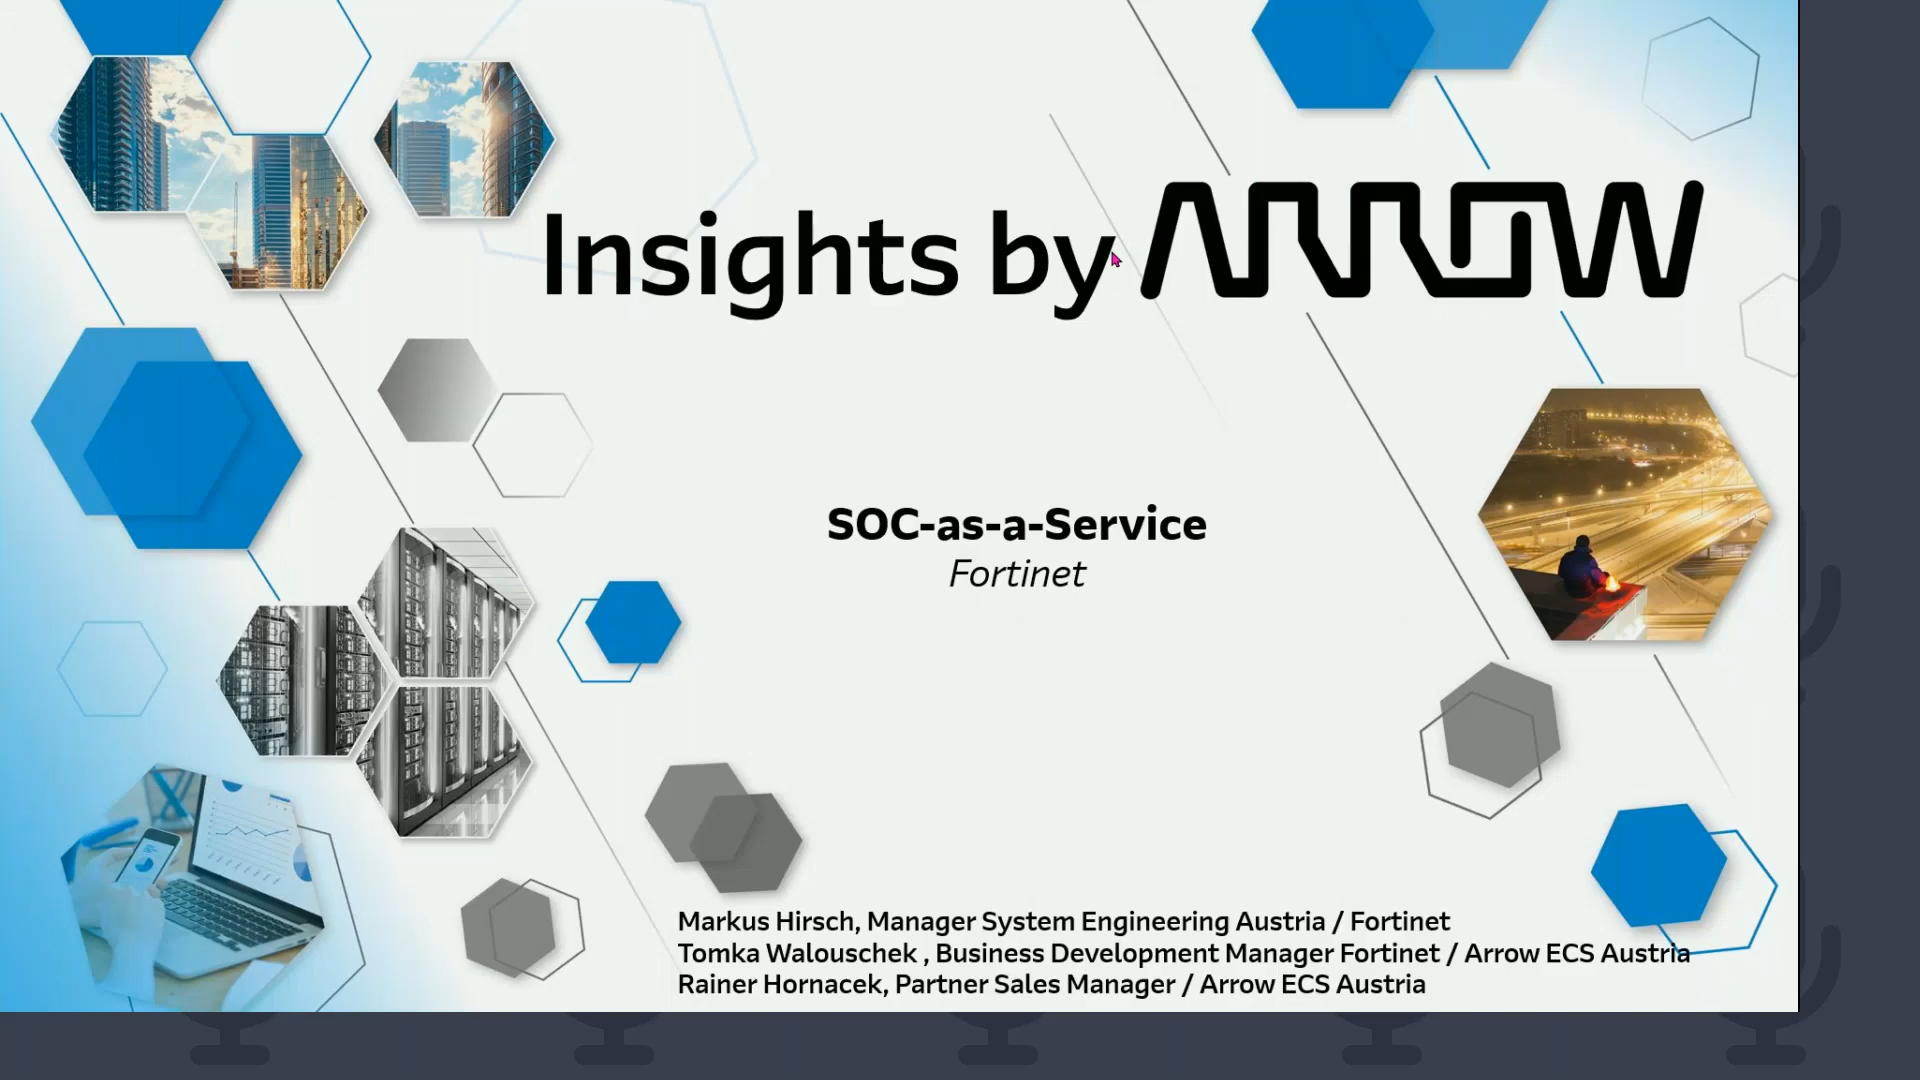 Insights by ARROW
SOC-as-a-Service
Fortinet
Markus Hirsch, Manager System Engineering Austria / Fortinet
Tomka Walouschek , Business Development Manager Fortinet / Arrow ECS Austria
Rainer Hornacek, Partner Sales Manager / Arrow ECS Austria